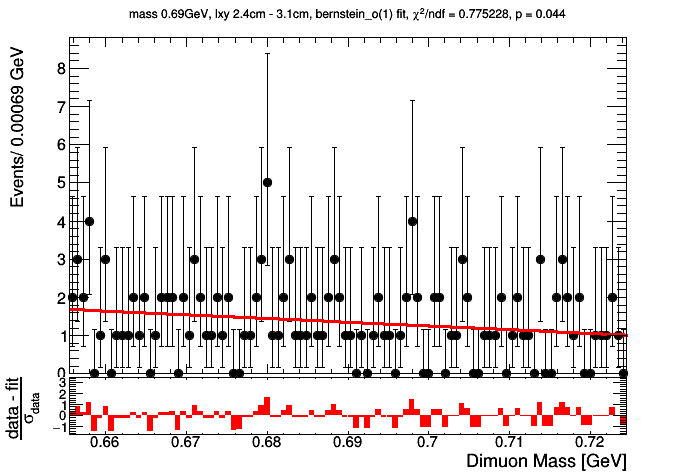 mass 0.69GeV, lxy 2.4cm - 3.1cm, bernstein_o(1) fit, χ²/ndf = 0.775228, p = 0.044
Events/ 0.00069 GeV
8
7
6
5
4
3
2
1
0
data - fit
σdata
3
2
1
0
−1
0.66 0.67 0.68 0.69 0.7 0.71 0.72
Dimuon Mass [GeV]